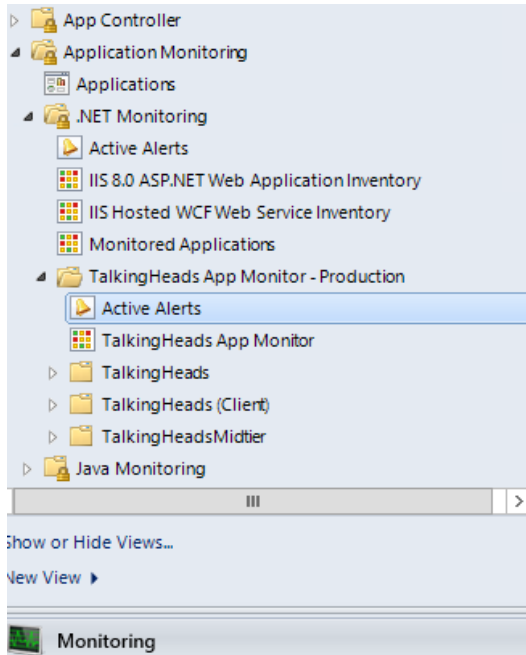 App Controller
Application Monitoring
Applications
.NET Monitoring
Active Alerts
IIS 8.0 ASP.NET Web Application Inventory
IIS Hosted WCF Web Service Inventory
Monitored Applications
TalkingHeads App Monitor - Production
Active Alerts
TalkingHeads App Monitor
TalkingHeads
TalkingHeads (Client)
TalkingHeadsMidtier
Java Monitoring
Show or Hide Views...
New View
Monitoring